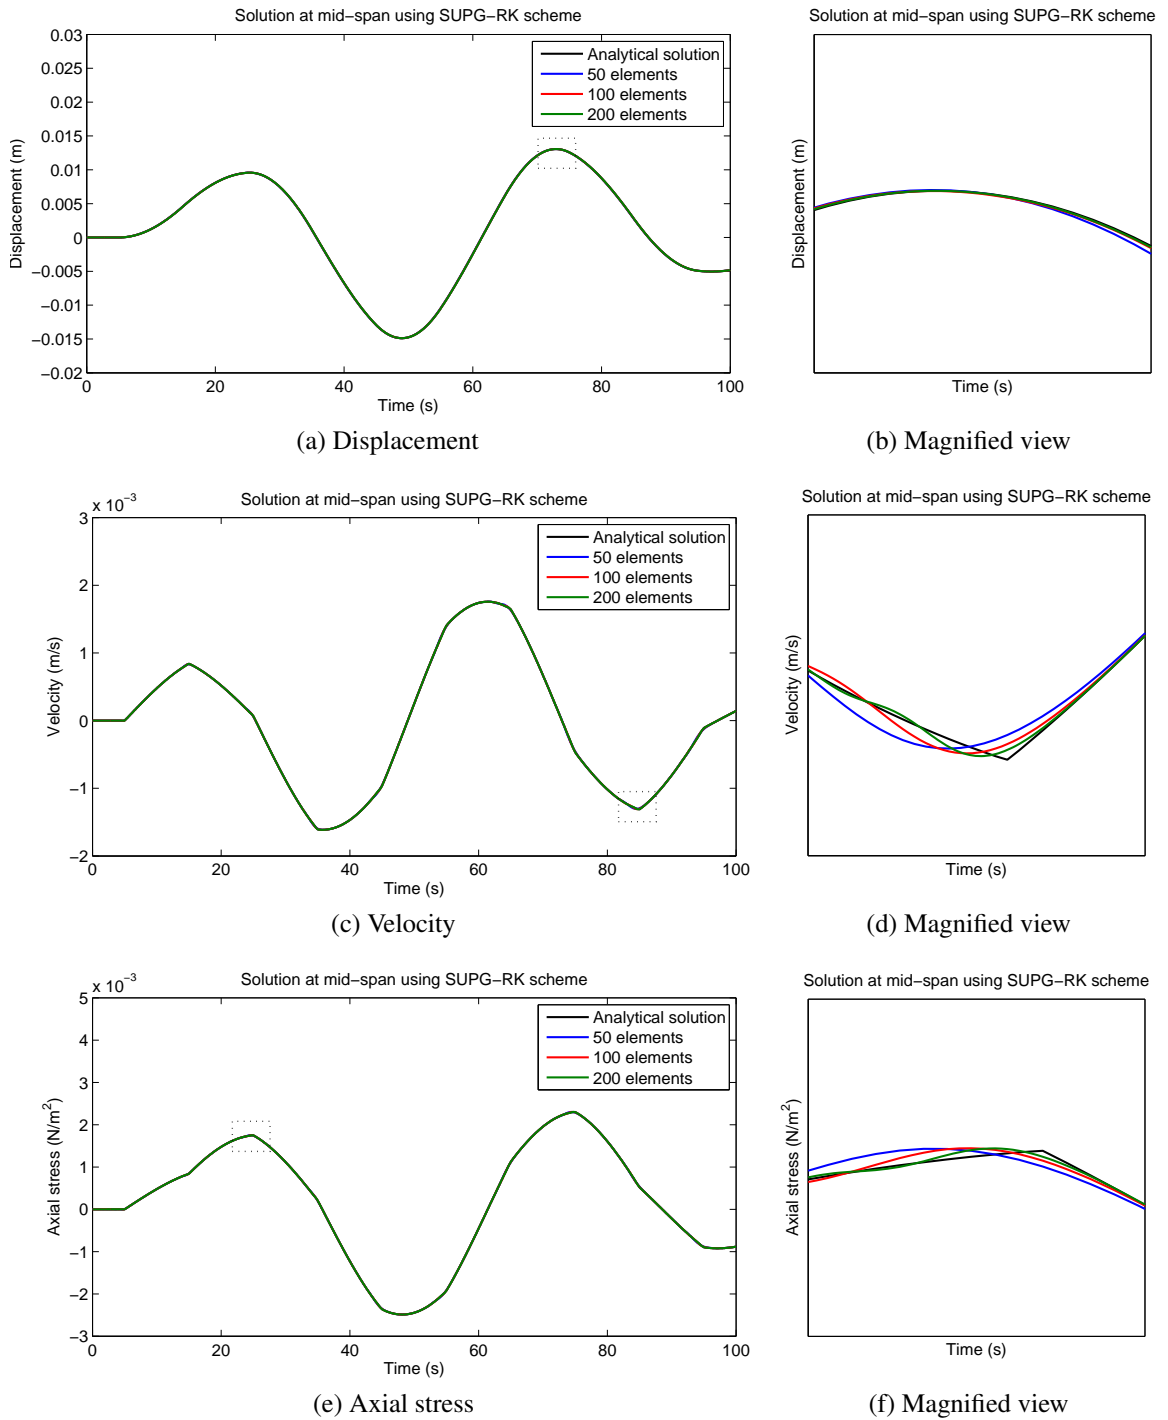 Solution at mid−span using SUPG−RK scheme
0.03
0.025
0.02
0.015
0.01
0.005
0
−0.005
−0.01
−0.015
−0.02
Displacement (m)
Analytical solution
50 elements
100 elements
200 elements
0 20 40 60 80 100
Time (s)
(a) Displacement
Solution at mid−span using SUPG−RK scheme
Displacement (m)
Time (s)
(b) Magnified view
Solution at mid−span using SUPG−RK scheme
x 10−3
3
2
1
0
−1
−2
Velocity (m/s)
Analytical solution
50 elements
100 elements
200 elements
0 20 40 60 80 100
Time (s)
(c) Velocity
Solution at mid−span using SUPG−RK scheme
Velocity (m/s)
Time (s)
(d) Magnified view
Solution at mid−span using SUPG−RK scheme
x 10−3
5
4
3
2
1
0
−1
−2
−3
Axial stress (N/m2)
Analytical solution
50 elements
100 elements
200 elements
0 20 40 60 80 100
Time (s)
(e) Axial stress
Solution at mid−span using SUPG−RK scheme
Axial stress (N/m2)
Time (s)
(f) Magnified view